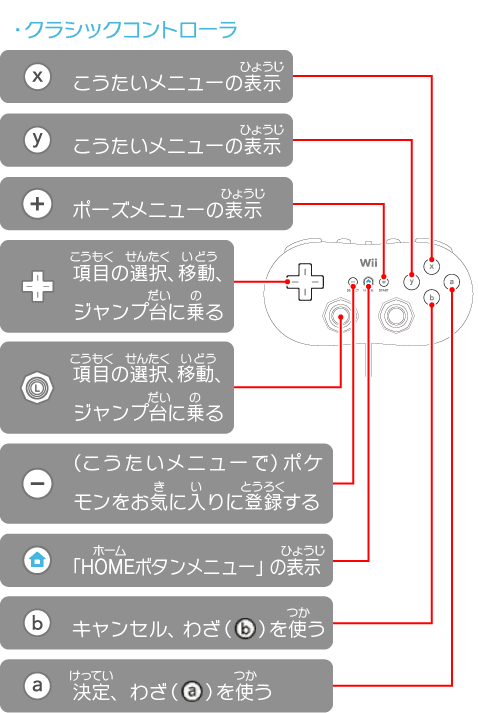 ・クラシックコントローラ
x
ひょうじ
こうたいメニューの表示
y
ひょうじ
こうたいメニューの表示
+
ひょうじ
ポーズメニューの表示
こうもく せんたく いどう
項目の選択、移動、
だい の
ジャンプ台に乗る
L
こうもく せんたく いどう
項目の選択、移動、
だい の
ジャンプ台に乗る
−
(こうたいメニューで)ポケ
き い とうろく
モンをお気に入りに登録する
ホーム ひょうじ
「HOMEボタンメニュー」の表示
b
つか
キャンセル、わざ(b)を使う
a
けってい つか
決定、わざ(a)を使う
Wii
x
y
a
b
START